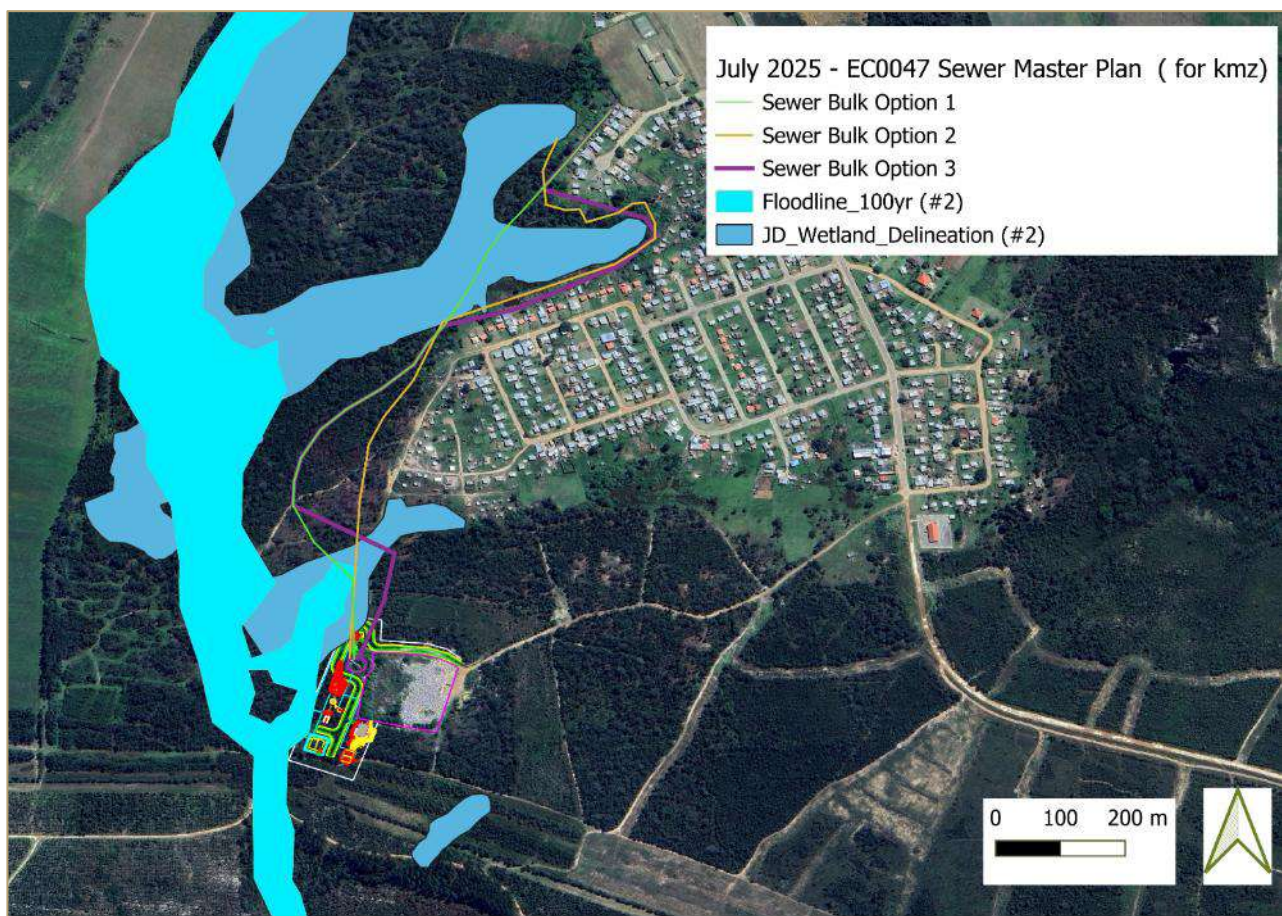 July 2025 - EC0047 Sewer Master Plan ( for kmz)
Sewer Bulk Option 1
Sewer Bulk Option 2
Sewer Bulk Option 3
Floodline_100yr (#2)
JD_Wetland_Delineation (#2)
0 100 200 m